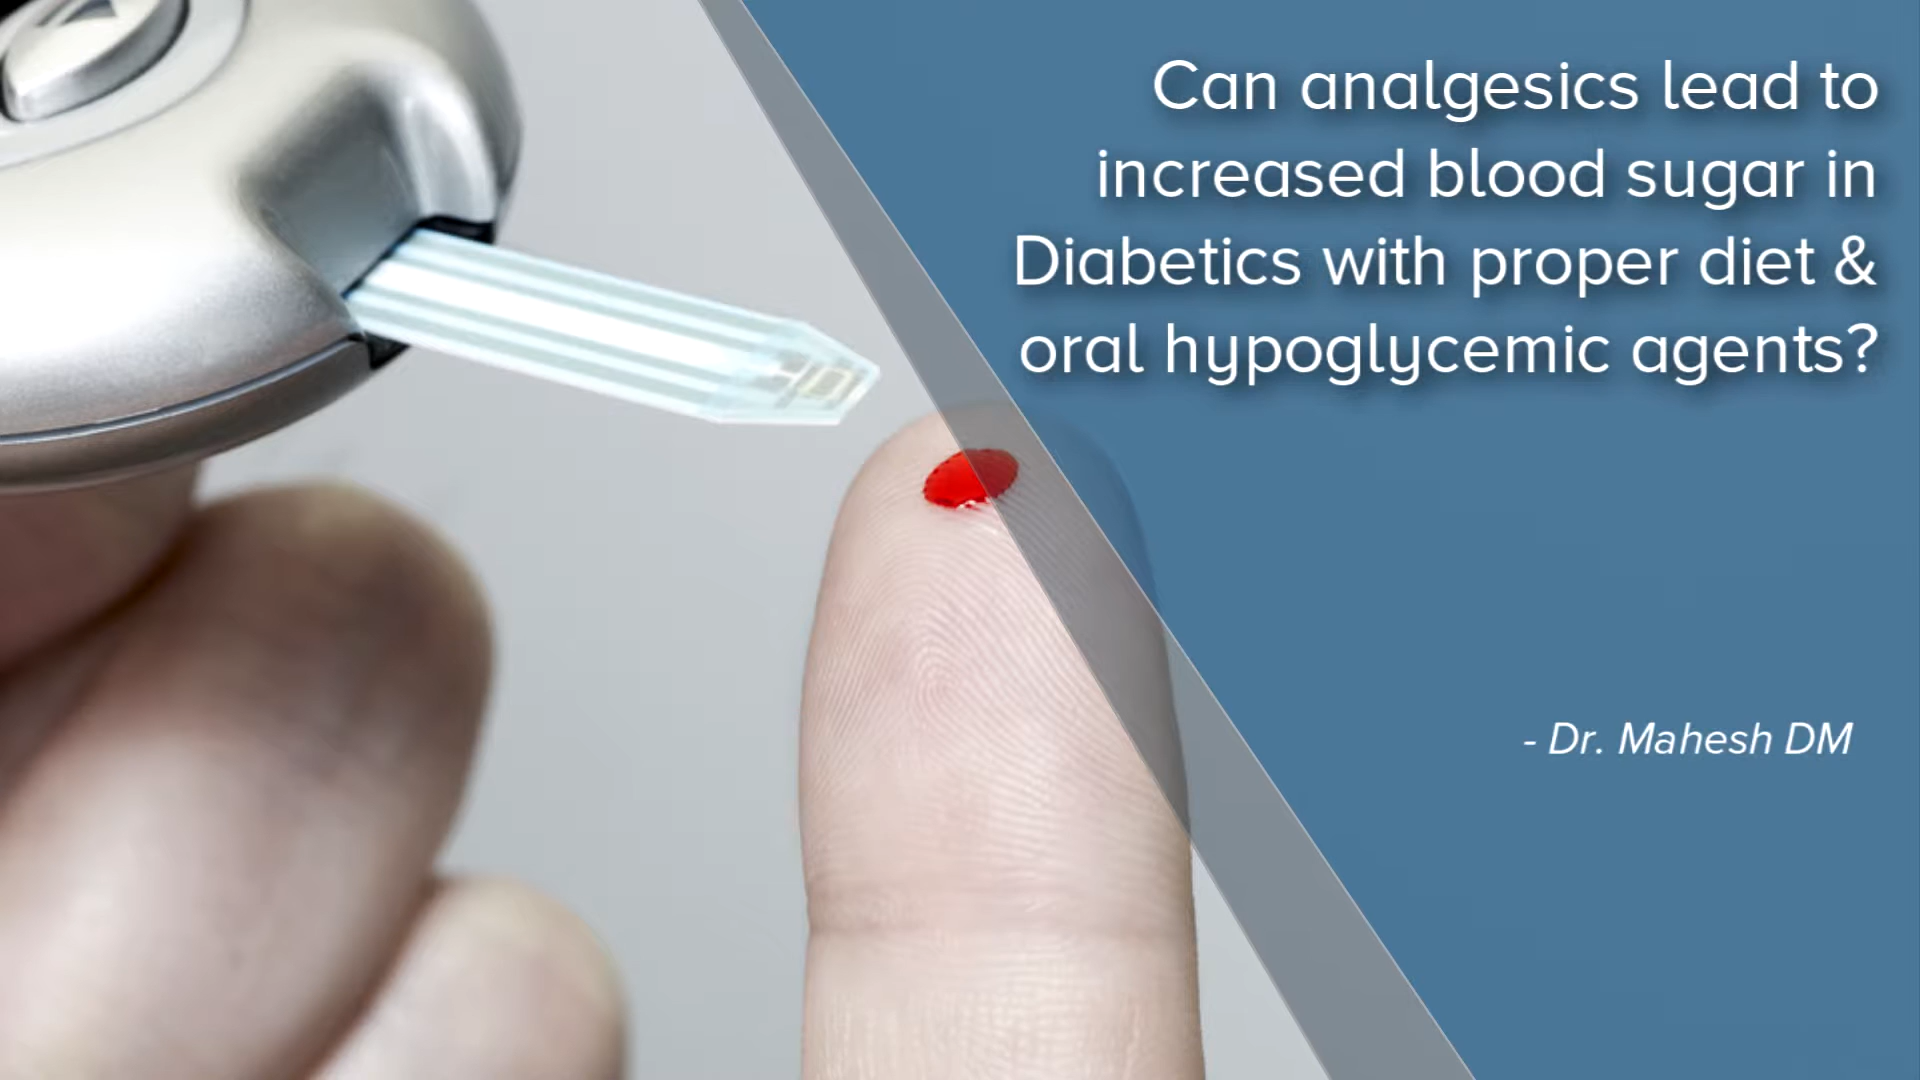 Can analgesics lead to
increased blood sugar in
Diabetics with proper diet &
oral hypoglycemic agents?
- Dr. Mahesh DM